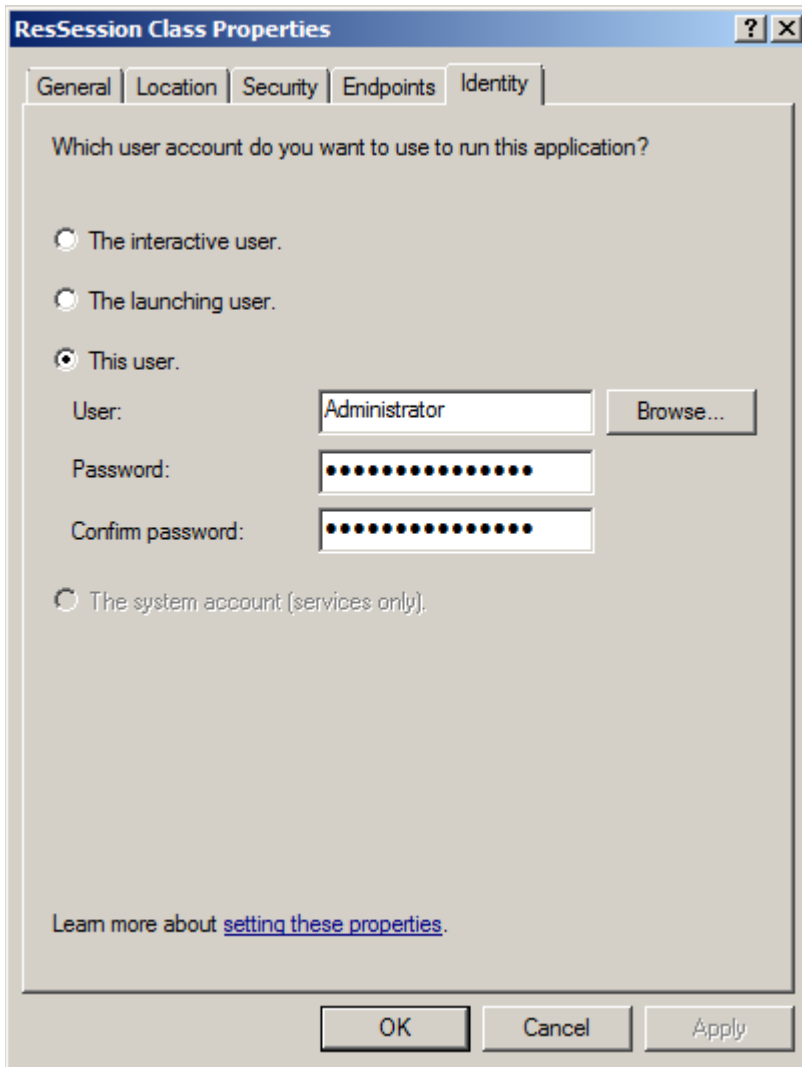 ResSession Class Properties
General Location Security Endpoints Identity
Which user account do you want to use to run this application?
The interactive user.
The launching user.
This user.
User: Administrator Browse...
Password: ●●●●●●●●●●●●●●●
Confirm password: ●●●●●●●●●●●●●●●
The system account (services only).
Learn more about setting these properties.
OK Cancel Apply